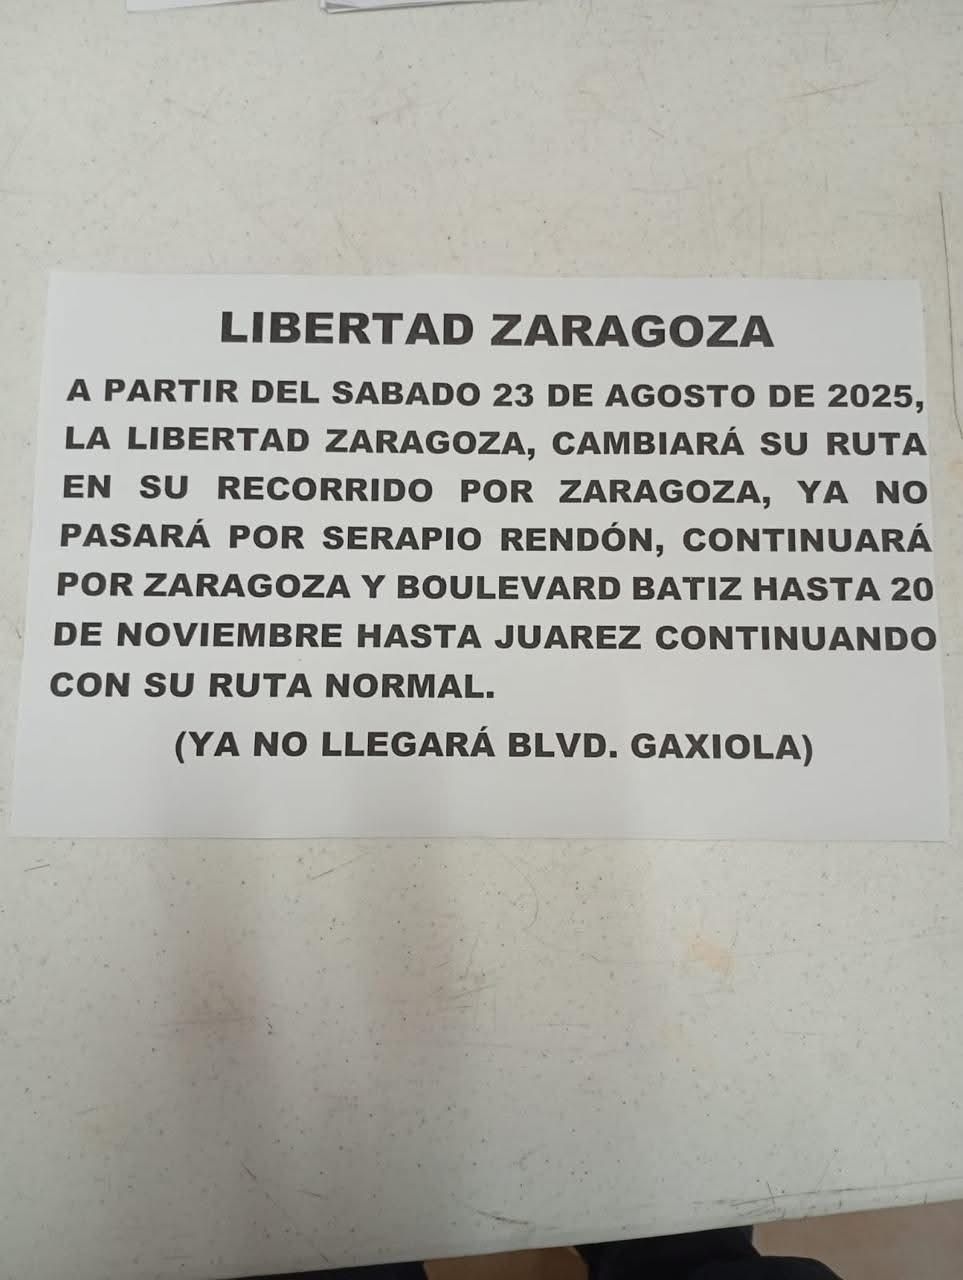 LIBERTAD ZARAGOZA
A PARTIR DEL SABADO 23 DE AGOSTO DE 2025,
LA LIBERTAD ZARAGOZA, CAMBIARÁ SU RUTA
EN SU RECORRIDO POR ZARAGOZA, YA NO
PASARÁ POR SERAPIO RENDÓN, CONTINUARÁ
POR ZARAGOZA Y BOULEVARD BATIZ HASTA 20
DE NOVIEMBRE HASTA JUAREZ CONTINUANDO
CON SU RUTA NORMAL.
(YA NO LLEGARÁ BLVD. GAXIOLA)